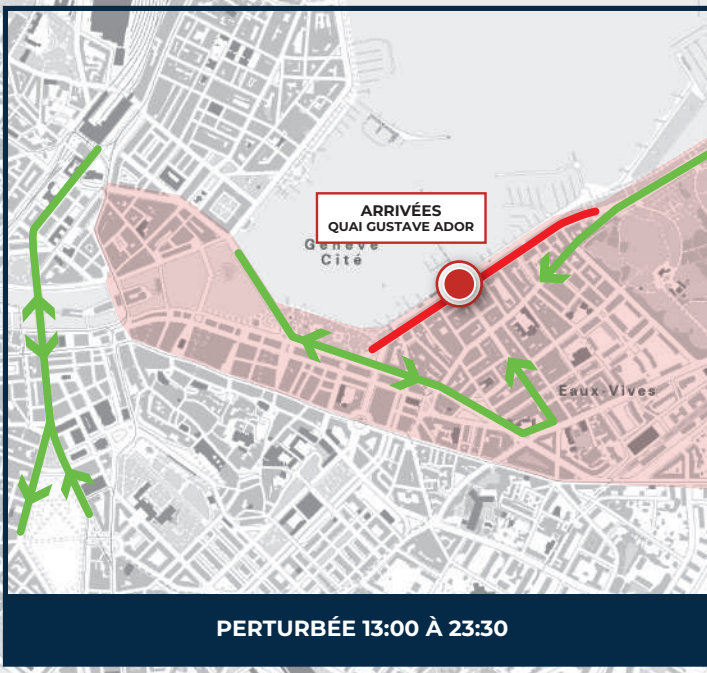 ARRIVÉES
QUAI GUSTAVE ADOR
Genève
Cité
Eaux-Vives
PERTURBÉE 13:00 À 23:30